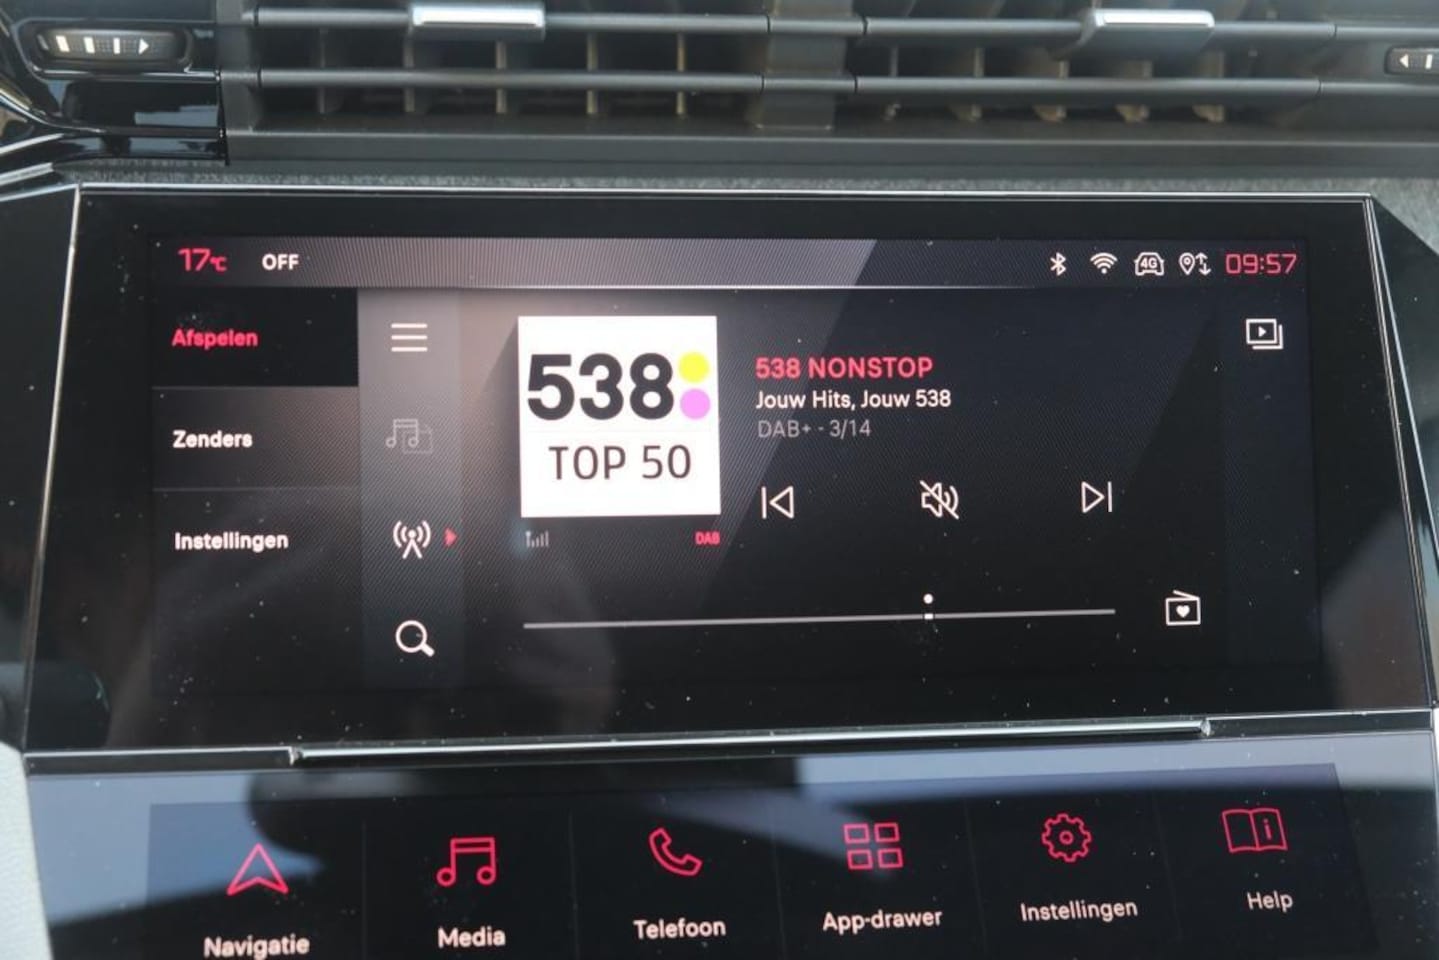 17°C OFF 4G 09:57
Afspelen
Zenders
Instellingen
538
TOP 50
DAB
538 NONSTOP
Jouw Hits, Jouw 538
DAB+ - 3/14
Navigatie
Media
Telefoon
App-drawer
Instellingen
Help